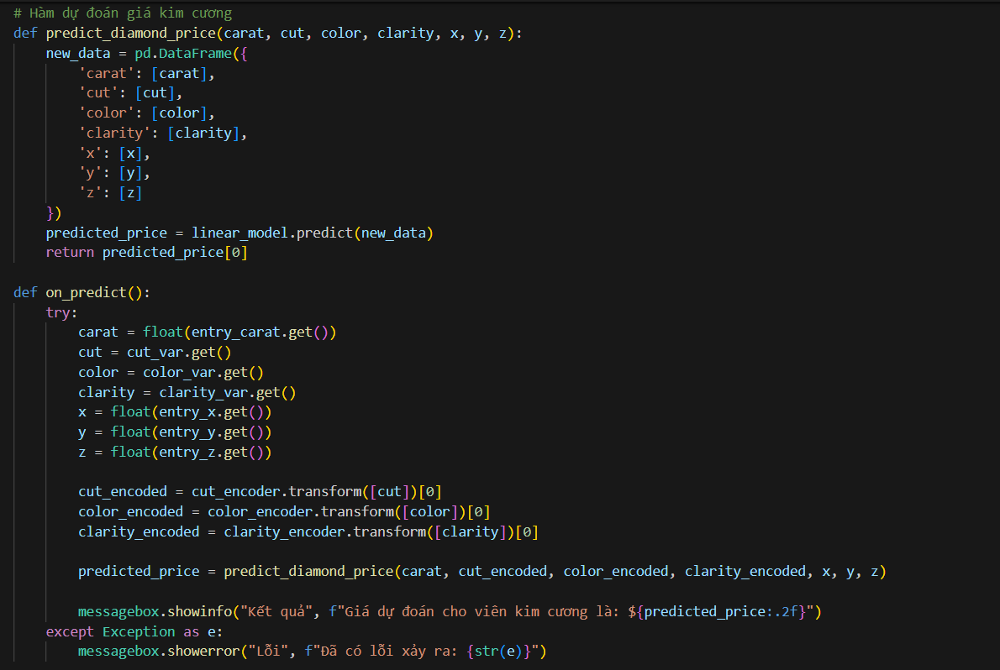 # Hàm dự đoán giá kim cương
def predict_diamond_price(carat, cut, color, clarity, x, y, z):
    new_data = pd.DataFrame({
        'carat': [carat],
        'cut': [cut],
        'color': [color],
        'clarity': [clarity],
        'x': [x],
        'y': [y],
        'z': [z]
    })
    predicted_price = linear_model.predict(new_data)
    return predicted_price[0]

def on_predict():
    try:
        carat = float(entry_carat.get())
        cut = cut_var.get()
        color = color_var.get()
        clarity = clarity_var.get()
        x = float(entry_x.get())
        y = float(entry_y.get())
        z = float(entry_z.get())

        cut_encoded = cut_encoder.transform([cut])[0]
        color_encoded = color_encoder.transform([color])[0]
        clarity_encoded = clarity_encoder.transform([clarity])[0]

        predicted_price = predict_diamond_price(carat, cut_encoded, color_encoded, clarity_encoded, x, y, z)

        messagebox.showinfo("Kết quả", f"Giá dự đoán cho viên kim cương là: ${predicted_price:.2f}")
    except Exception as e:
        messagebox.showerror("Lỗi", f"Đã có lỗi xảy ra: {str(e)}")